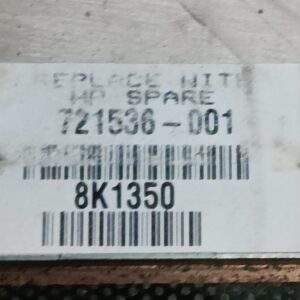 REPLACE WITH
HP SPARE
721536-001
8K1350